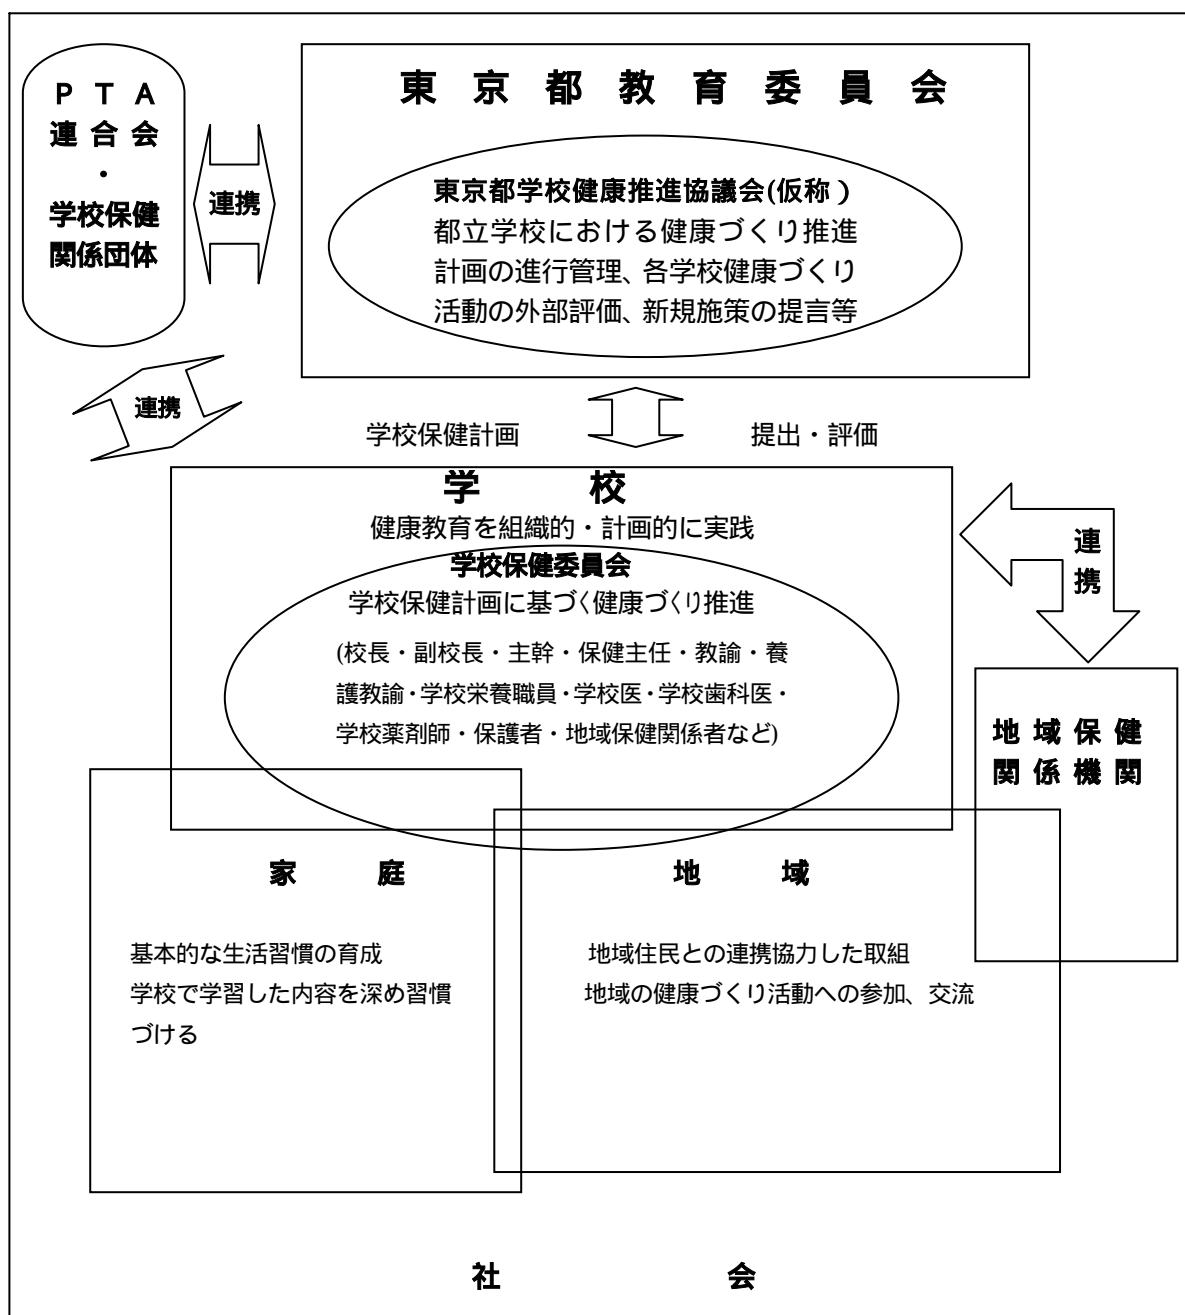 東京都教育委員会
PTA
連合会
・
学校保健
関係団体
連携
東京都学校健康推進協議会(仮称)
都立学校における健康づくり推進
計画の進行管理、各学校健康づくり
活動の外部評価、新規施策の提言等
連携
学校保健計画
提出・評価
学校
健康教育を組織的・計画的に実践
学校保健委員会
学校保健計画に基づく健康づくり推進
(校長・副校長・主幹・保健主任・教諭・養
護教諭・学校栄養職員・学校医・学校歯科医・
学校薬剤師・保護者・地域保健関係者など)
連
携
地域保健
関係機関
家庭
基本的な生活習慣の育成
学校で学習した内容を深め習慣
づける
地域
地域住民との連携協力した取組
地域の健康づくり活動への参加、交流
社会